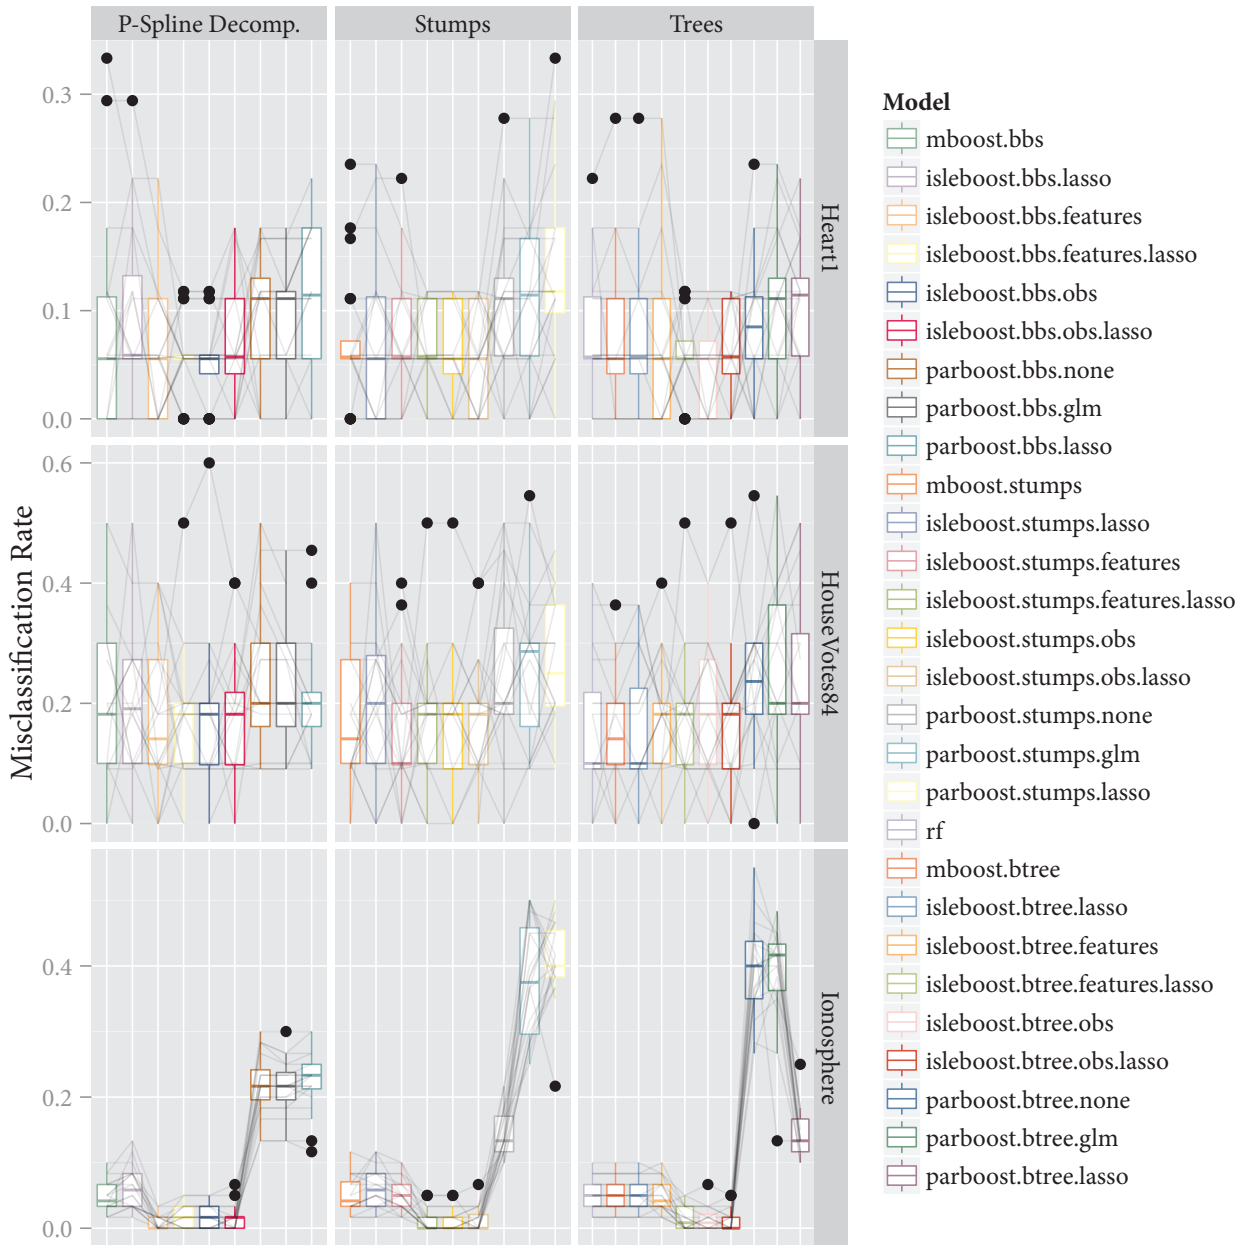 P-Spline Decomp.
Stumps
Trees
Misclassification Rate
0.3
0.2
0.1
0.0
Heart1
0.6
0.4
0.2
0.0
HouseVotes84
0.4
0.2
0.0
Ionosphere
Model
mboost.bbs
isleboost.bbs.lasso
isleboost.bbs.features
isleboost.bbs.features.lasso
isleboost.bbs.obs
isleboost.bbs.obs.lasso
parboost.bbs.none
parboost.bbs.glm
parboost.bbs.lasso
mboost.stumps
isleboost.stumps.lasso
isleboost.stumps.features
isleboost.stumps.features.lasso
isleboost.stumps.obs
isleboost.stumps.obs.lasso
parboost.stumps.none
parboost.stumps.glm
parboost.stumps.lasso
rf
mboost.btree
isleboost.btree.lasso
isleboost.btree.features
isleboost.btree.features.lasso
isleboost.btree.obs
isleboost.btree.obs.lasso
parboost.btree.none
parboost.btree.glm
parboost.btree.lasso